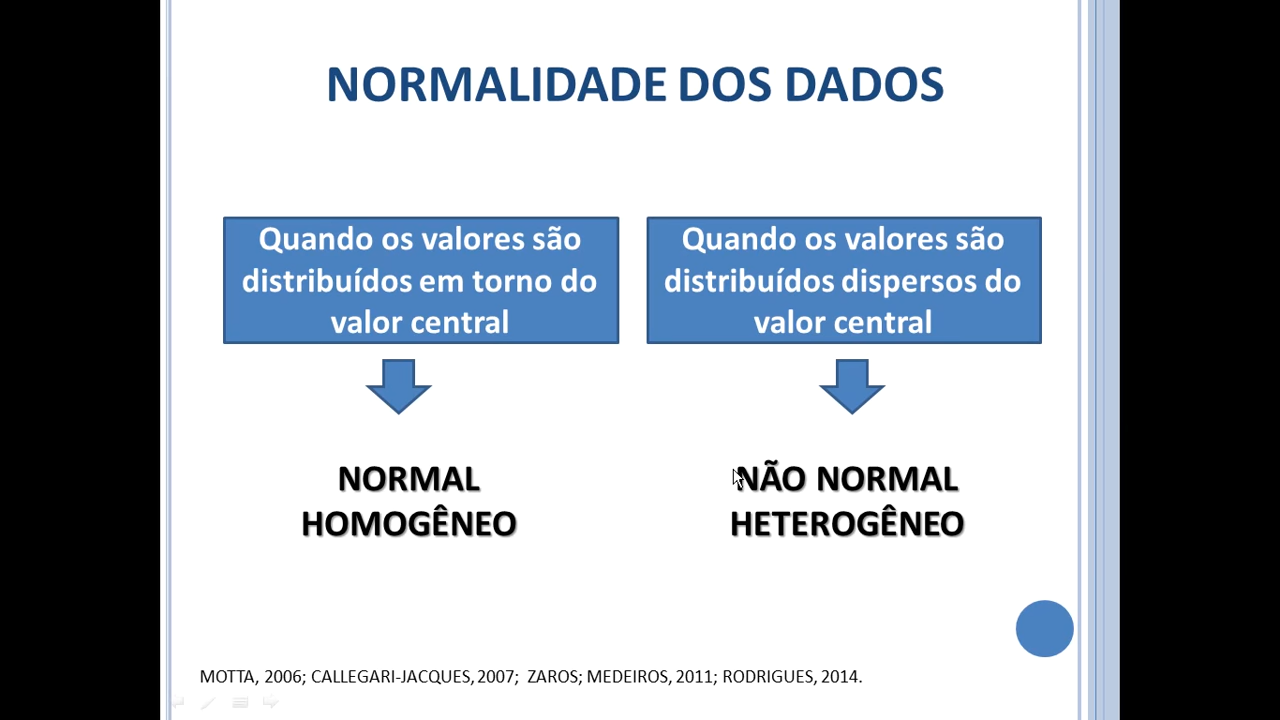 NORMALIDADE DOS DADOS
Quando os valores são
distribuídos em torno do
valor central
Quando os valores são
distribuídos dispersos do
valor central
NORMAL
HOMOGÊNEO
NÃO NORMAL
HETEROGÊNEO
MOTTA, 2006; CALLEGARI-JACQUES, 2007; ZAROS; MEDEIROS, 2011; RODRIGUES, 2014.